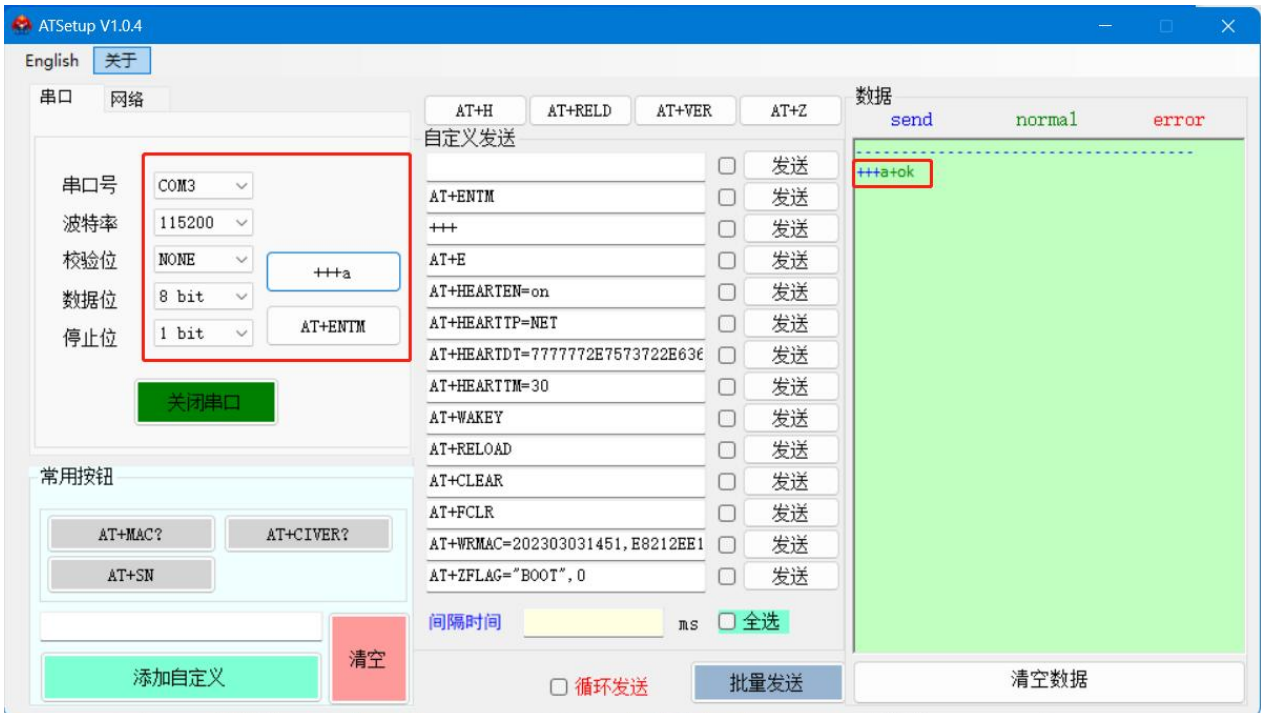 ATSetup V1.0.4
English 关于
串口 网络
串口号 COM3
波特率 115200
校验位 NONE
数据位 8 bit
停止位 1 bit
+++a
AT+ENTM
关闭串口
常用按钮
AT+MAC? AT+CIVER?
AT+SN
添加自定义
清空
AT+H AT+RELD AT+VER AT+Z
自定义发送
发送
AT+ENTM 发送
+++ 发送
AT+E 发送
AT+HEARTEN=on 发送
AT+HEARTTP=NET 发送
AT+HEARTDT=7777772E7573722E636 发送
AT+HEARTTM=30 发送
AT+WAKEY 发送
AT+RELOAD 发送
AT+CLEAR 发送
AT+FCLR 发送
AT+WRMAC=202303031451,E8212EE1 发送
AT+ZFLAG="BOOT",0 发送
间隔时间 ms 全选
循环发送 批量发送
数据
send normal error
------------------------------------
+++a+ok
清空数据